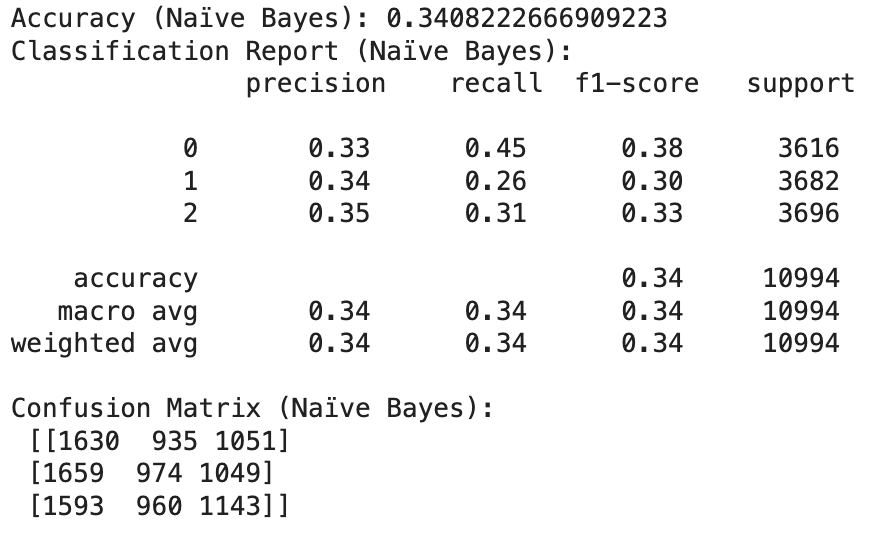 Accuracy (Naïve Bayes): 0.3408222666909223
Classification Report (Naïve Bayes):
              precision    recall  f1-score   support

           0       0.33      0.45      0.38      3616
           1       0.34      0.26      0.30      3682
           2       0.35      0.31      0.33      3696

    accuracy                           0.34     10994
   macro avg       0.34      0.34      0.34     10994
weighted avg       0.34      0.34      0.34     10994

Confusion Matrix (Naïve Bayes):
 [[1630  935 1051]
 [1659  974 1049]
 [1593  960 1143]]